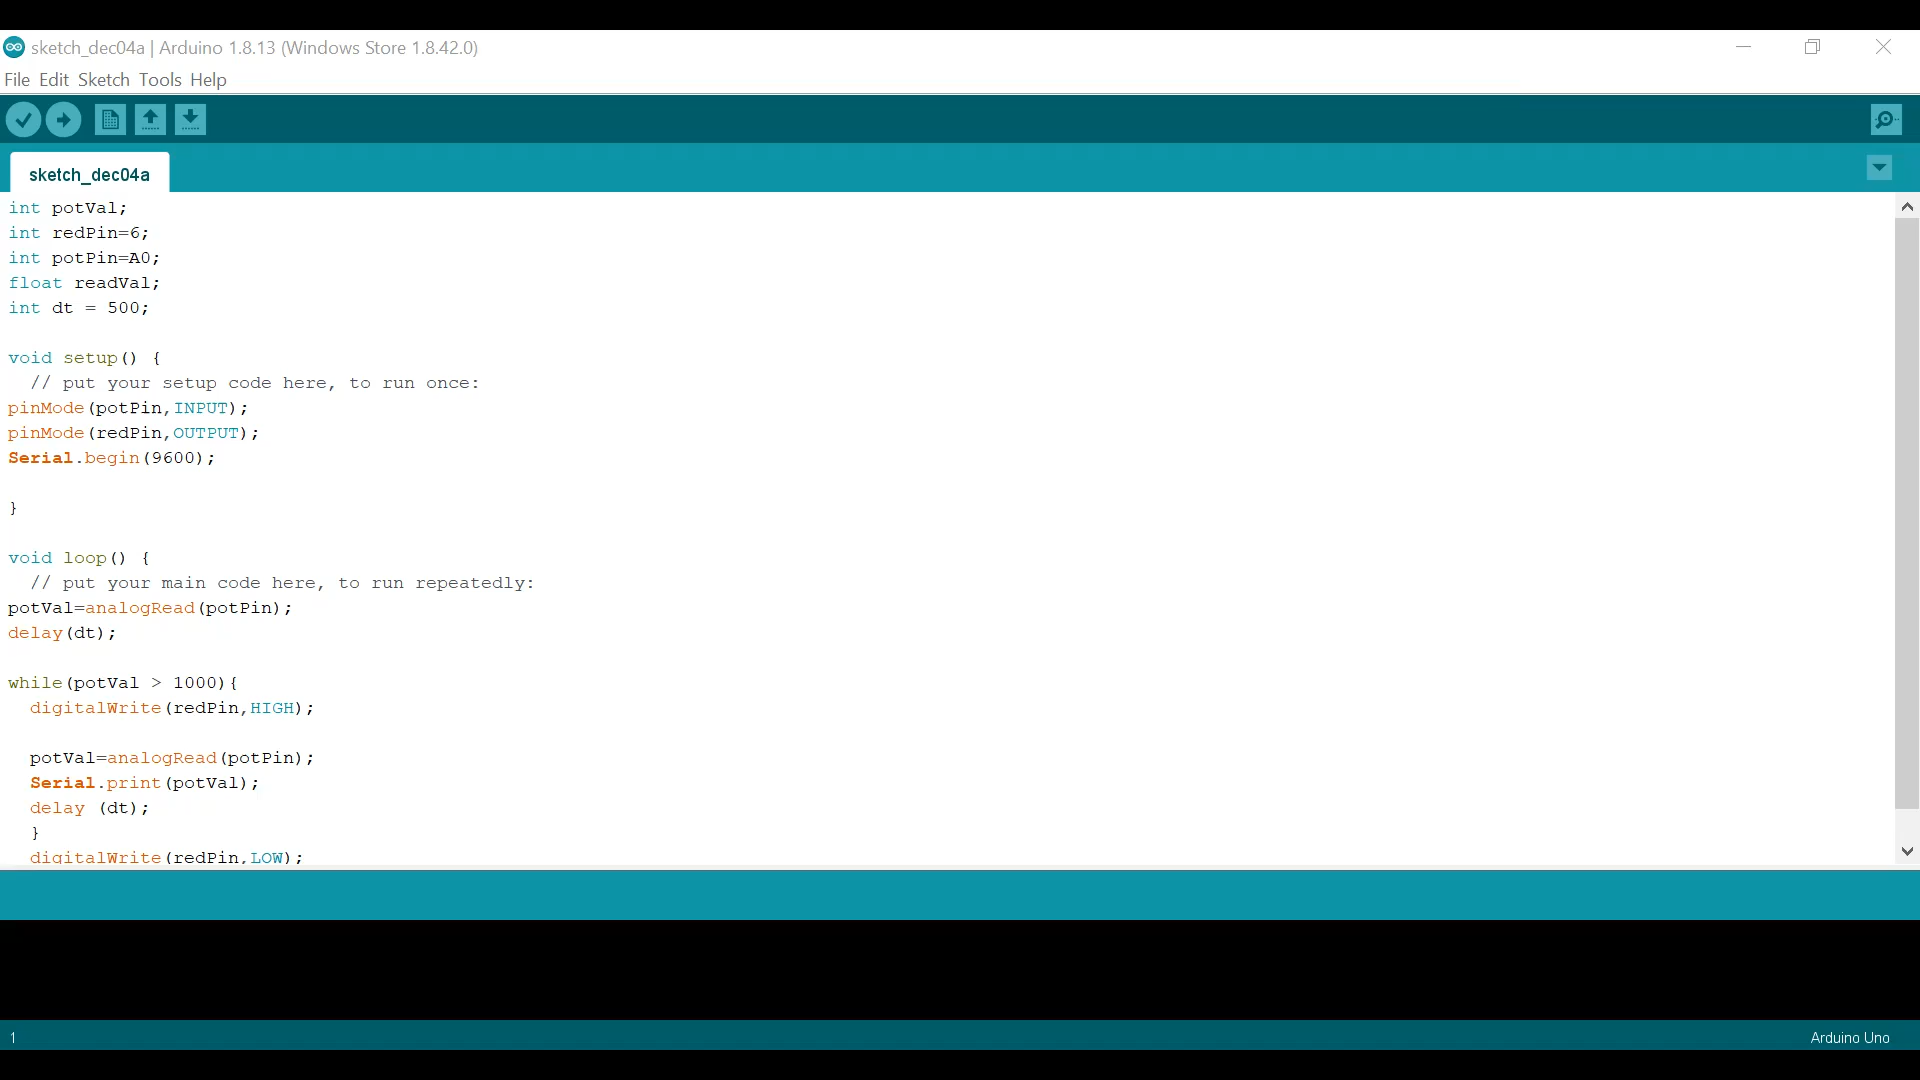 sketch_dec04a | Arduino 1.8.13 (Windows Store 1.8.42.0)
File Edit Sketch Tools Help
sketch_dec04a
int potVal;
int redPin=6;
int potPin=A0;
float readVal;
int dt = 500;
void setup() {
// put your setup code here, to run once:
pinMode(potPin,INPUT);
pinMode(redPin,OUTPUT);
Serial.begin(9600);
}
void loop() {
// put your main code here, to run repeatedly:
potVal=analogRead(potPin);
delay(dt);
while(potVal > 1000){
digitalWrite(redPin,HIGH);
potVal=analogRead(potPin);
Serial.print(potVal);
delay (dt);
}
digitalWrite(redPin,LOW);
1
Arduino Uno